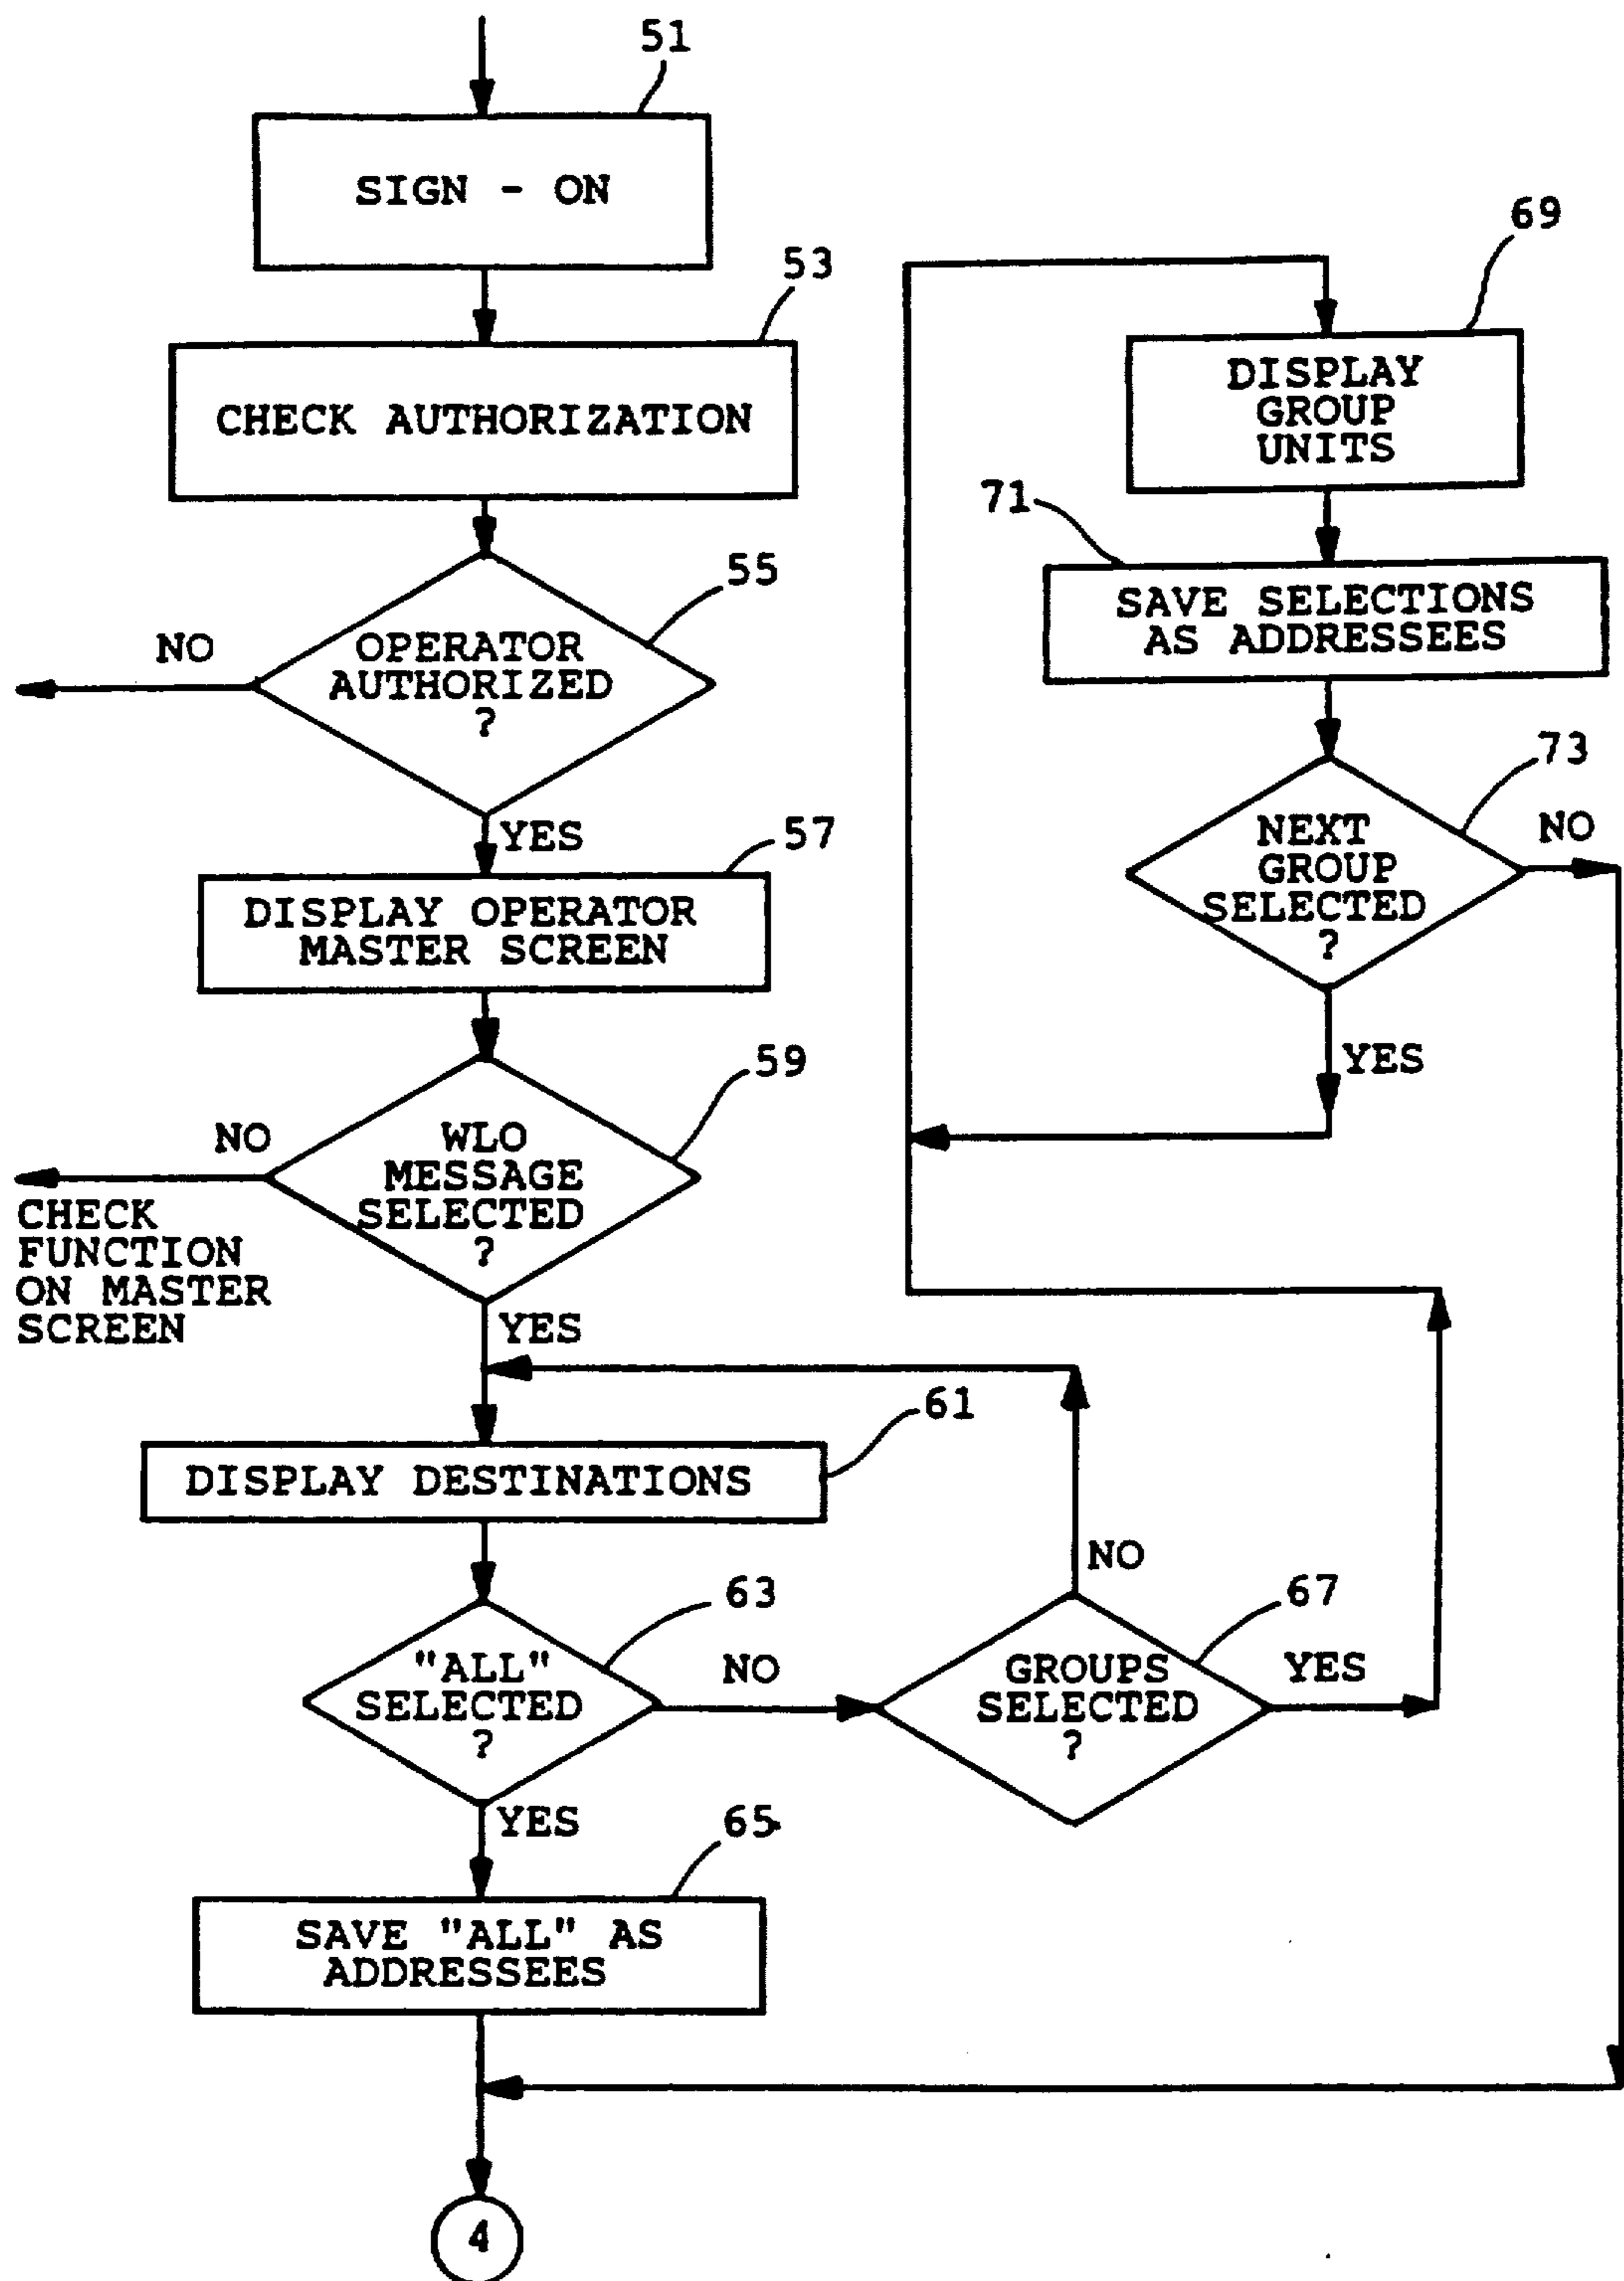 51
SIGN - ON
53
CHECK AUTHORIZATION
55
OPERATOR
AUTHORIZED
?
NO
YES
57
DISPLAY OPERATOR
MASTER SCREEN
59
WLO
MESSAGE
SELECTED
?
NO
CHECK
FUNCTION
ON MASTER
SCREEN
YES
61
DISPLAY DESTINATIONS
63
"ALL"
SELECTED
?
NO
YES
65
SAVE "ALL" AS
ADDRESSEES
67
GROUPS
SELECTED
?
NO
YES
69
DISPLAY
GROUP
UNITS
71
SAVE SELECTIONS
AS ADDRESSEES
73
NEXT
GROUP
SELECTED
?
NO
YES
4